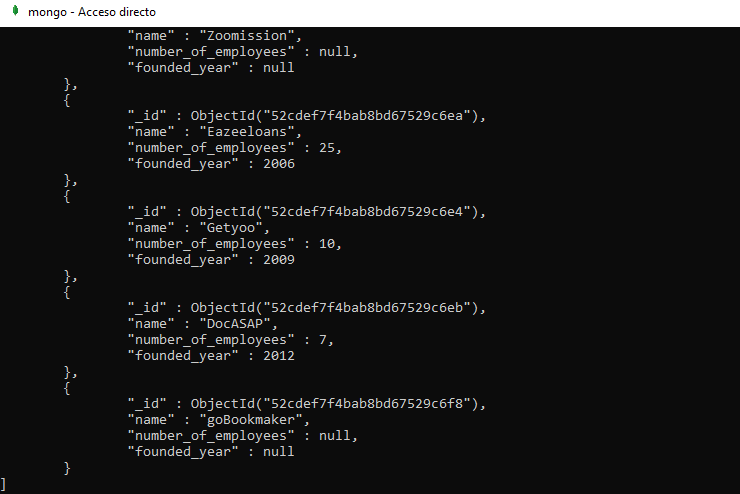 mongo - Acceso directo
"name" : "Zoomission",
"number_of_employees" : null,
"founded_year" : null
},
{
"_id" : ObjectId("52cdef7f4bab8bd67529c6ea"),
"name" : "Eazeeloans",
"number_of_employees" : 25,
"founded_year" : 2006
},
{
"_id" : ObjectId("52cdef7f4bab8bd67529c6e4"),
"name" : "Getyoo",
"number_of_employees" : 10,
"founded_year" : 2009
},
{
"_id" : ObjectId("52cdef7f4bab8bd67529c6eb"),
"name" : "DocASAP",
"number_of_employees" : 7,
"founded_year" : 2012
},
{
"_id" : ObjectId("52cdef7f4bab8bd67529c6f8"),
"name" : "goBookmaker",
"number_of_employees" : null,
"founded_year" : null
}
]